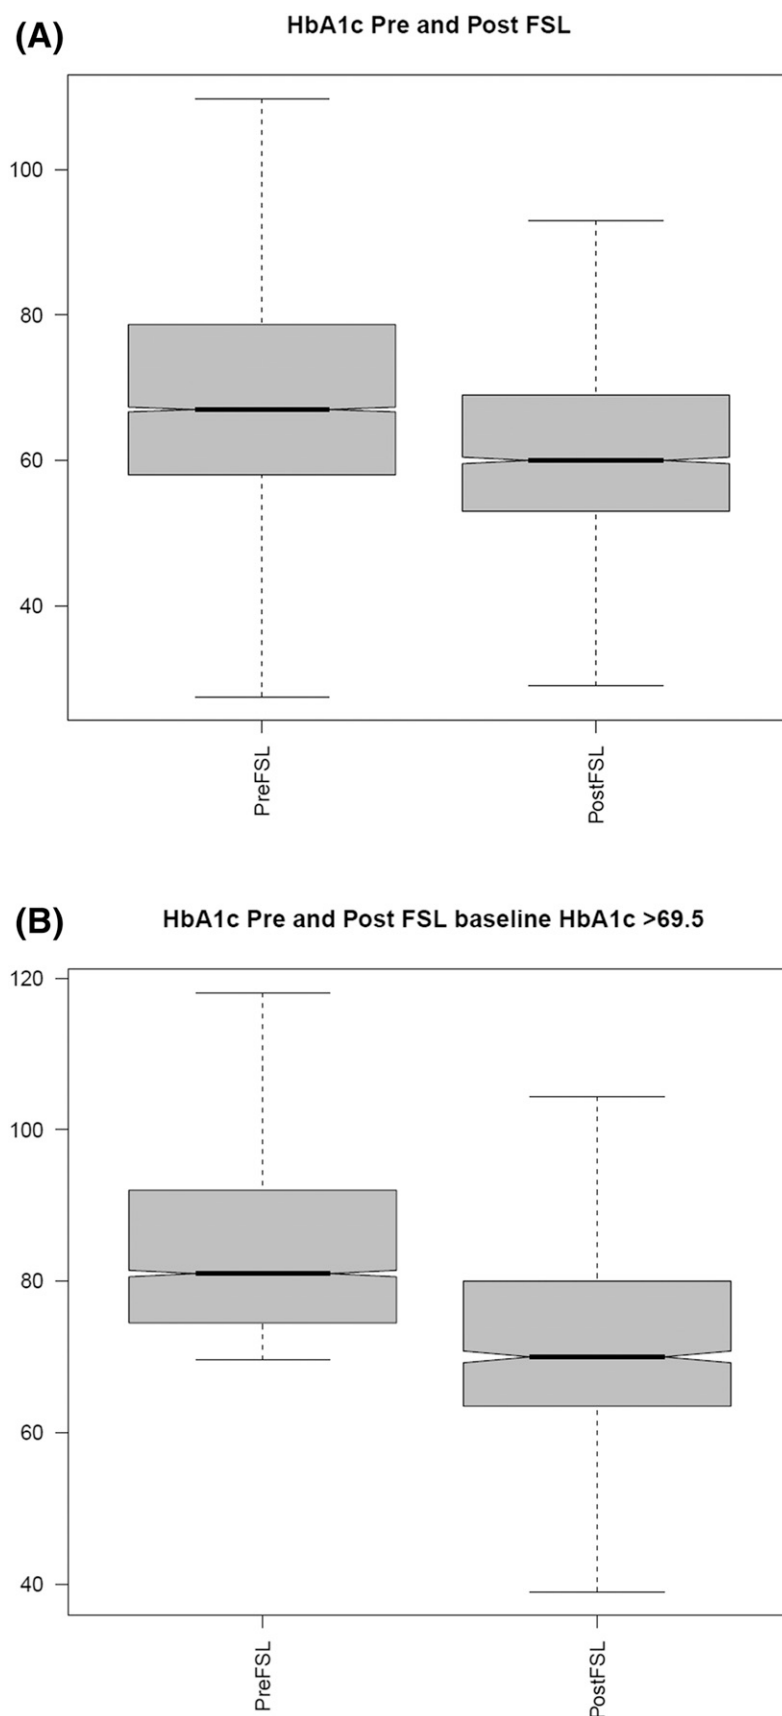 (A)
HbA1c Pre and Post FSL
100
80
60
40
PreFSL
PostFSL
(B)
HbA1c Pre and Post FSL baseline HbA1c >69.5
120
100
80
60
40
PreFSL
PostFSL